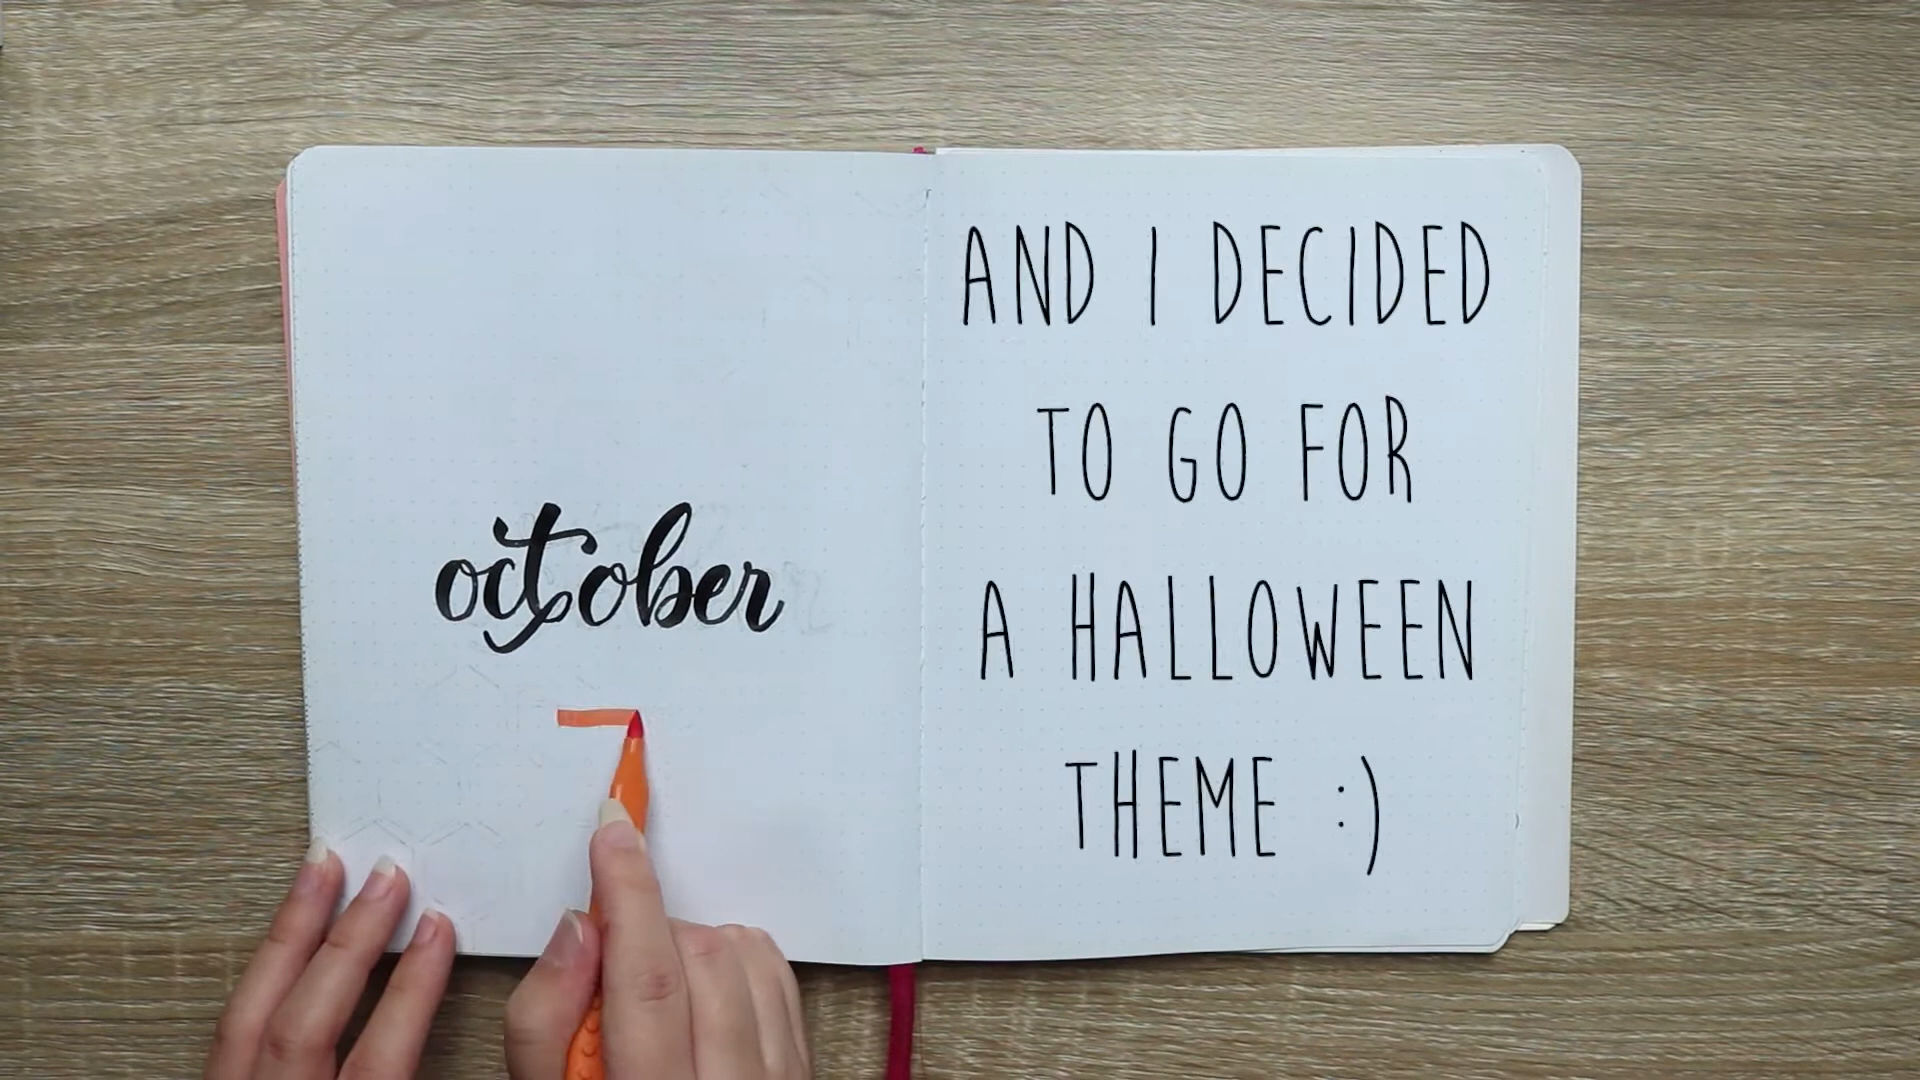 october
AND I DECIDED
TO GO FOR
A HALLOWEEN
THEME :)